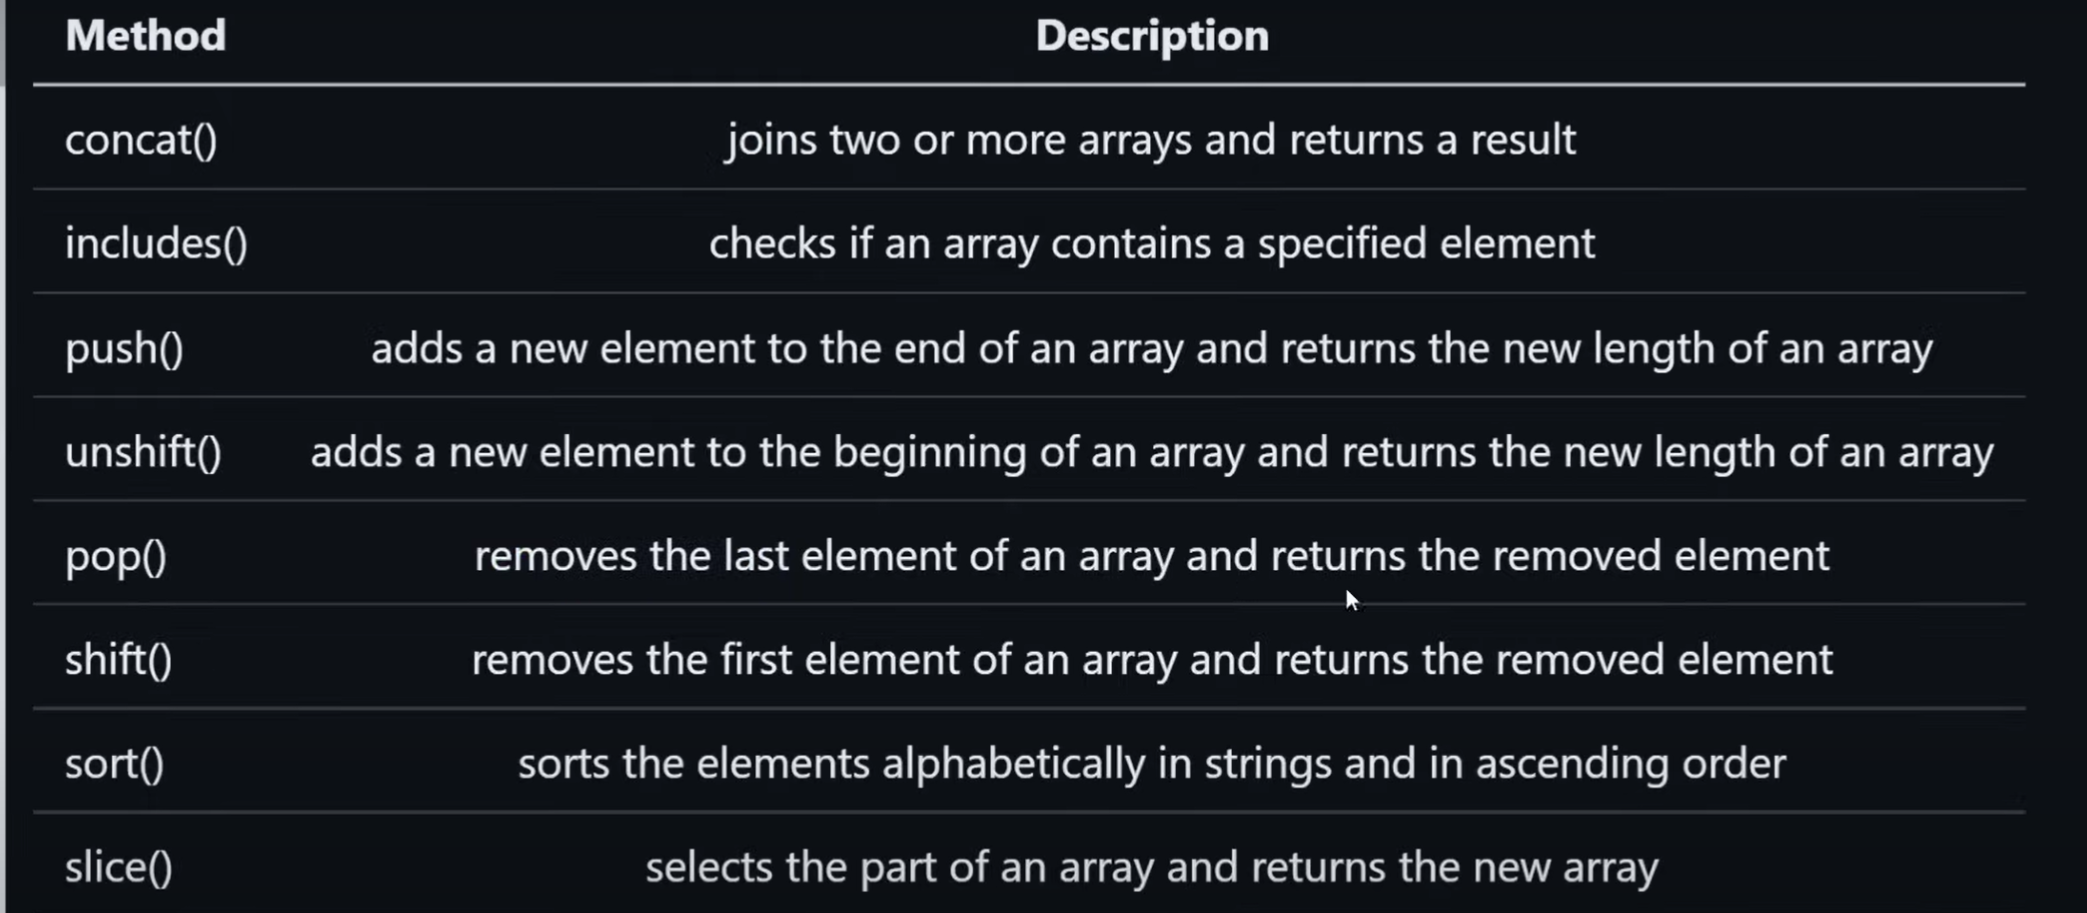 Method Description
concat() joins two or more arrays and returns a result
includes() checks if an array contains a specified element
push() adds a new element to the end of an array and returns the new length of an array
unshift() adds a new element to the beginning of an array and returns the new length of an array
pop() removes the last element of an array and returns the removed element
shift() removes the first element of an array and returns the removed element
sort() sorts the elements alphabetically in strings and in ascending order
slice() selects the part of an array and returns the new array